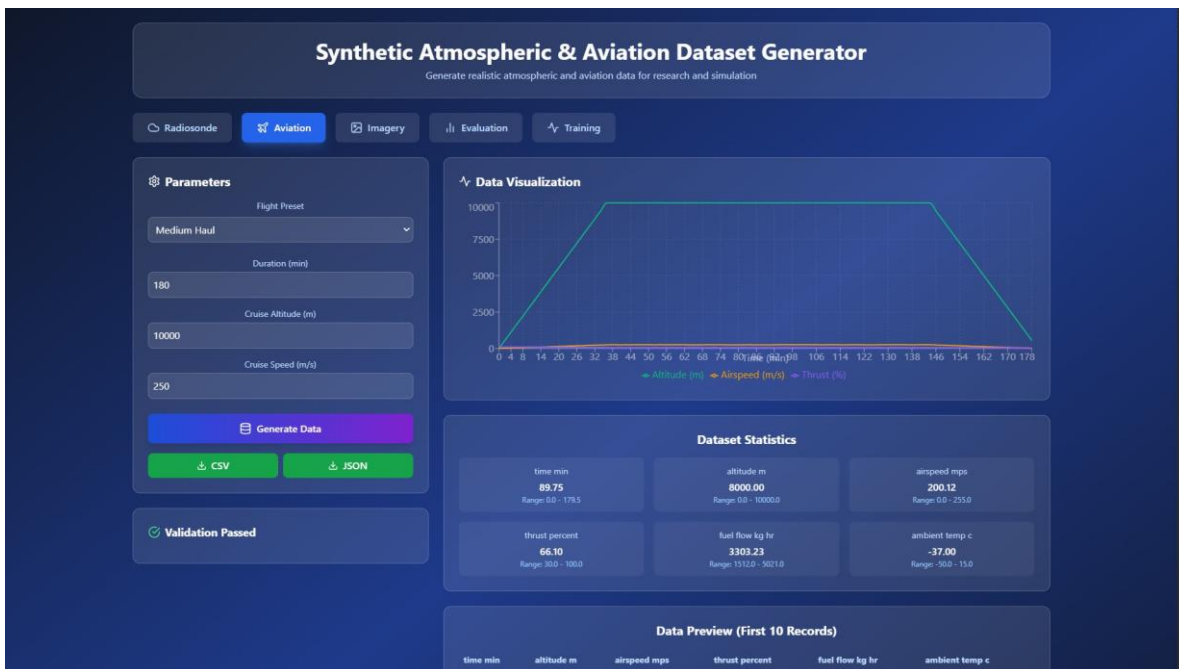 Synthetic Atmospheric & Aviation Dataset Generator
Generate realistic atmospheric and aviation data for research and simulation
Radiosonde Aviation Imagery Evaluation Training
Parameters
Flight Preset
Medium Haul
Duration (min)
180
Cruise Altitude (m)
10000
Cruise Speed (m/s)
250
Generate Data
CSV JSON
Validation Passed
Data Visualization
10000
7500
5000
2500
0
0 4 8 14 20 26 32 38 44 50 56 62 68 74 80 86 92 98 106 114 122 130 138 146 154 162 170 178
Time (min)
Altitude (m) Airspeed (m/s) Thrust (%)
Dataset Statistics
time min altitude m airspeed mps
89.75 8000.00 200.12
Range: 0.0 - 179.5 Range: 0.0 - 10000.0 Range: 0.0 - 255.0
thrust percent fuel flow kg hr ambient temp c
66.10 3303.23 -37.00
Range: 30.0 - 100.0 Range: 1512.0 - 5021.0 Range: -50.0 - 15.0
Data Preview (First 10 Records)
time min altitude m airspeed mps thrust percent fuel flow kg hr ambient temp c